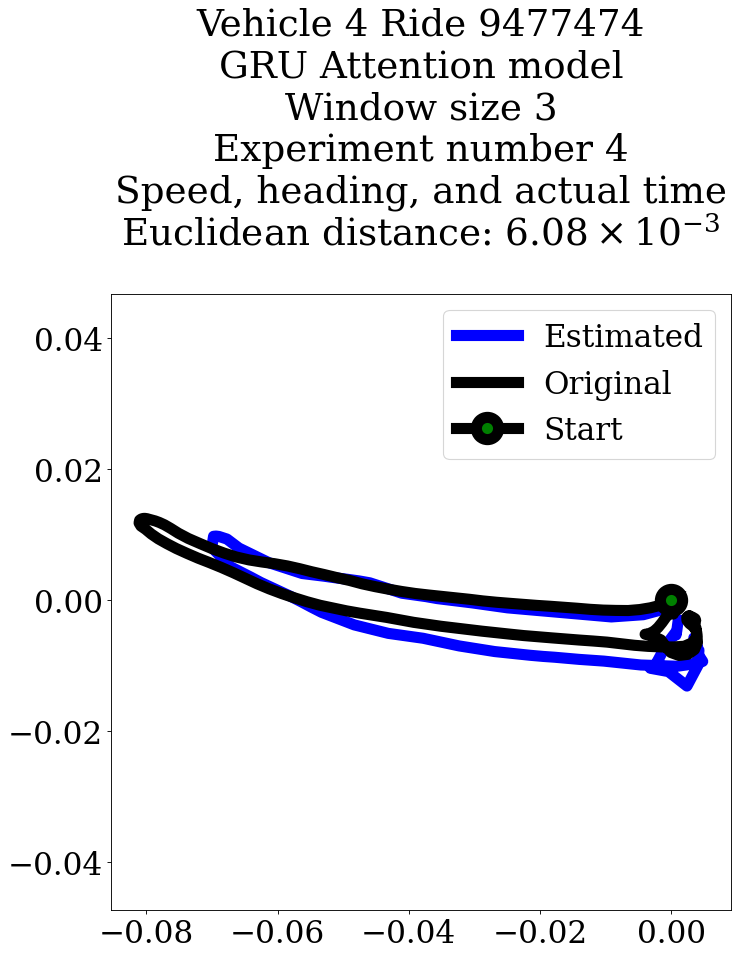 Vehicle 4 Ride 9477474
GRU Attention model
Window size 3
Experiment number 4
Speed, heading, and actual time
Euclidean distance: 6.08 × 10⁻³
Estimated
Original
Start
0.04
0.02
0.00
−0.02
−0.04
−0.08
−0.06
−0.04
−0.02
0.00